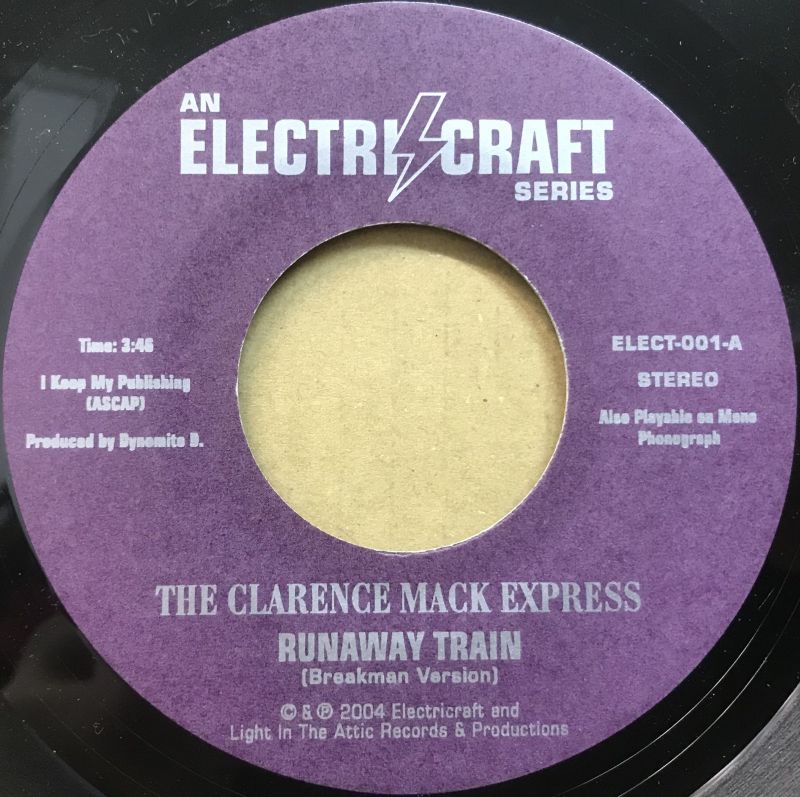 AN
ELECTRICRAFT
SERIES
Time: 3:46
I Keep My Publishing
(ASCAP)
Produced by Dynomite D.
ELECT-001-A
STEREO
Also Playable on Mono
Phonograph
THE CLARENCE MACK EXPRESS
RUNAWAY TRAIN
(Breakman Version)
© & ℗ 2004 Electricraft and
Light In The Attic Records & Productions